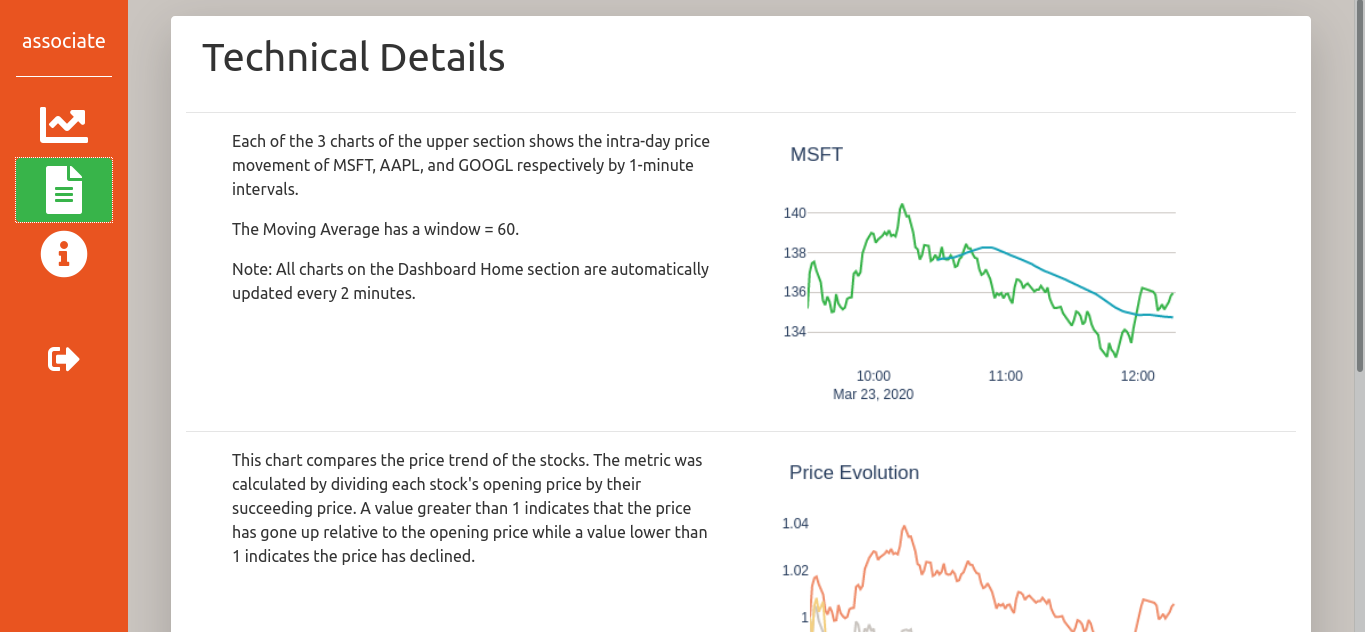 associate
Technical Details
Each of the 3 charts of the upper section shows the intra-day price
movement of MSFT, AAPL, and GOOGL respectively by 1-minute
intervals.
The Moving Average has a window = 60.
Note: All charts on the Dashboard Home section are automatically
updated every 2 minutes.
MSFT
140
138
136
134
10:00
11:00
12:00
Mar 23, 2020
This chart compares the price trend of the stocks. The metric was
calculated by dividing each stock's opening price by their
succeeding price. A value greater than 1 indicates that the price
has gone up relative to the opening price while a value lower than
1 indicates the price has declined.
Price Evolution
1.04
1.02
1